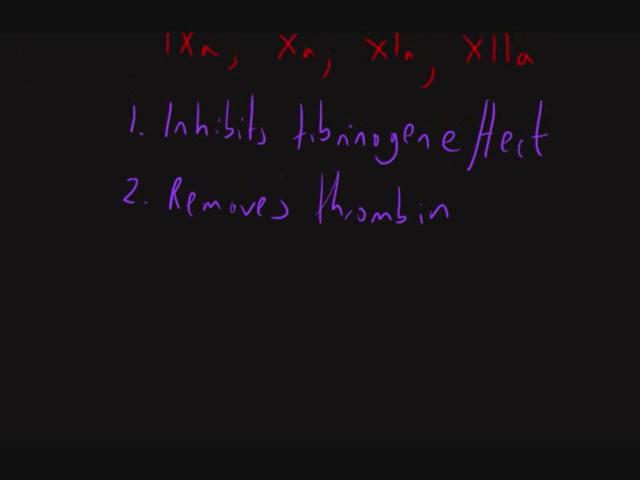 IXa, Xa, XIa, XIIa
1. Inhibits fibrinogen effect
2. Removes thrombin